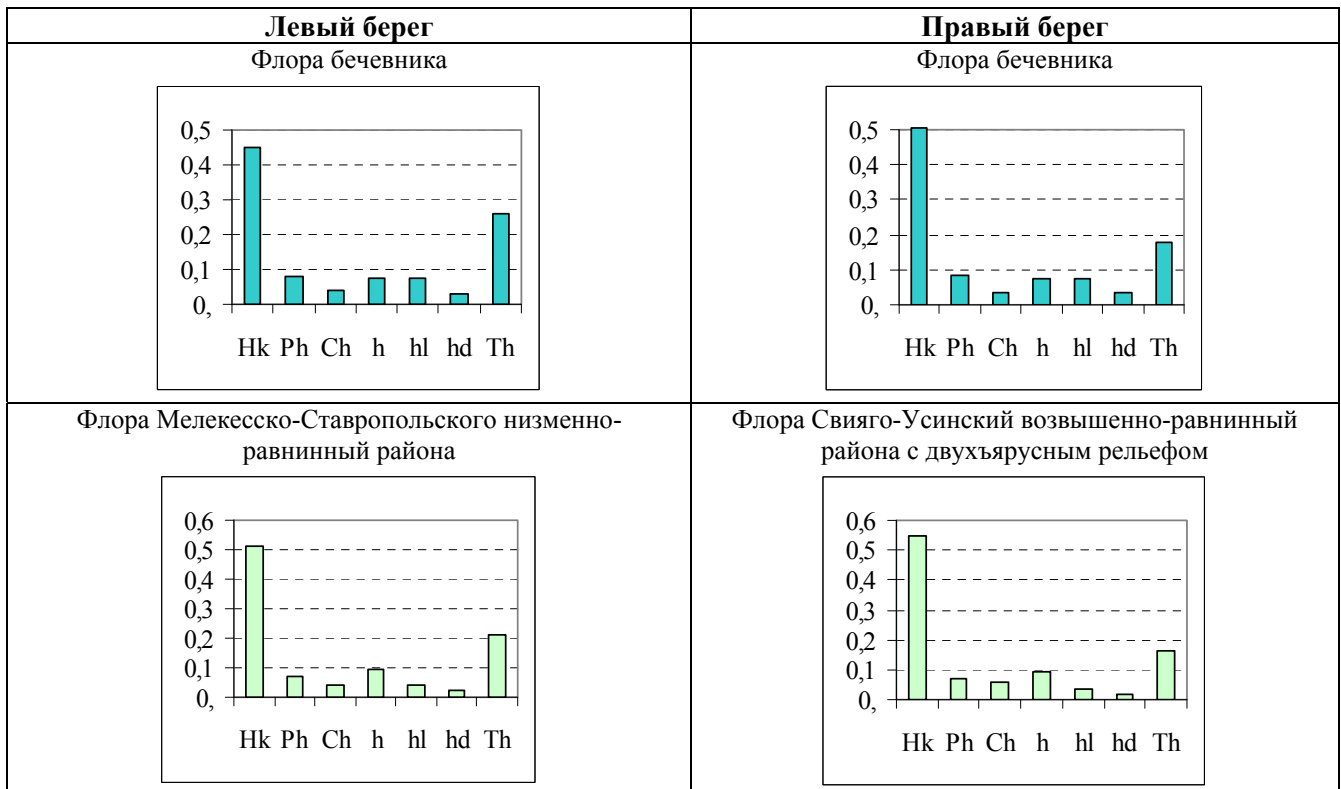 Левый берег
Правый берег
Флора бечевника
0,5
0,4
0,3
0,2
0,1
0,
Hk Ph Ch h hl hd Th
Флора бечевника
0,5
0,4
0,3
0,2
0,1
0,
Hk Ph Ch h hl hd Th
Флора Мелекесско-Ставропольского низменно-
равнинный района
0,6
0,5
0,4
0,3
0,2
0,1
0,
Hk Ph Ch h hl hd Th
Флора Свияго-Усинский возвышенно-равнинный
района с двухъярусным рельефом
0,6
0,5
0,4
0,3
0,2
0,1
0,
Hk Ph Ch h hl hd Th